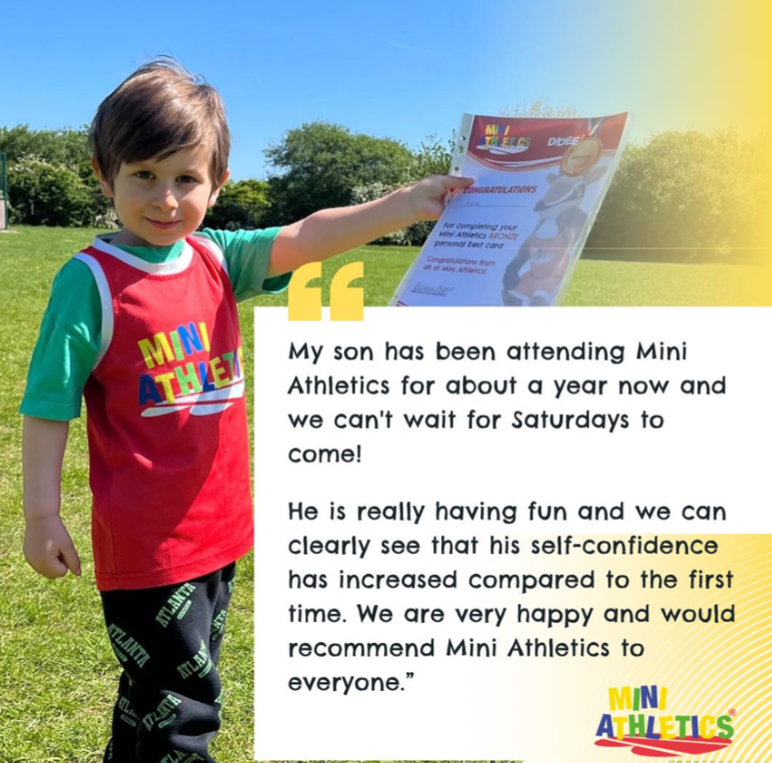 MINI
ATHLETICS
DIDEE
CONGRATULATIONS
For completing your
Mini Athletics BRONZE
personal best card
Congratulations from
all at Mini Athletics!
MINI
ATHLETICS
ATLANTA
ATLANTA
ATLANTA
ATLANTA
“
My son has been attending Mini
Athletics for about a year now and
we can't wait for Saturdays to
come!
He is really having fun and we can
clearly see that his self-confidence
has increased compared to the first
time. We are very happy and would
recommend Mini Athletics to
everyone.”
MINI
ATHLETICS®